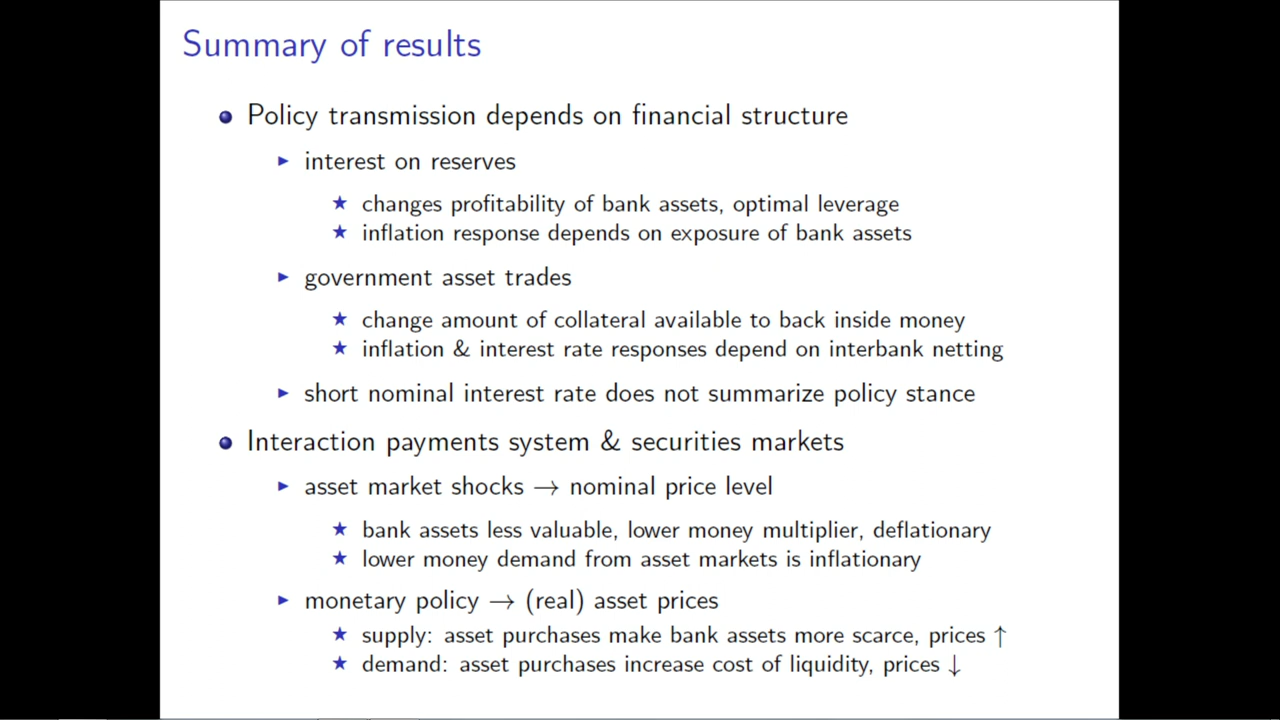 Summary of results
Policy transmission depends on financial structure
interest on reserves
changes profitability of bank assets, optimal leverage
inflation response depends on exposure of bank assets
government asset trades
change amount of collateral available to back inside money
inflation & interest rate responses depend on interbank netting
short nominal interest rate does not summarize policy stance
Interaction payments system & securities markets
asset market shocks → nominal price level
bank assets less valuable, lower money multiplier, deflationary
lower money demand from asset markets is inflationary
monetary policy → (real) asset prices
supply: asset purchases make bank assets more scarce, prices ↑
demand: asset purchases increase cost of liquidity, prices ↓